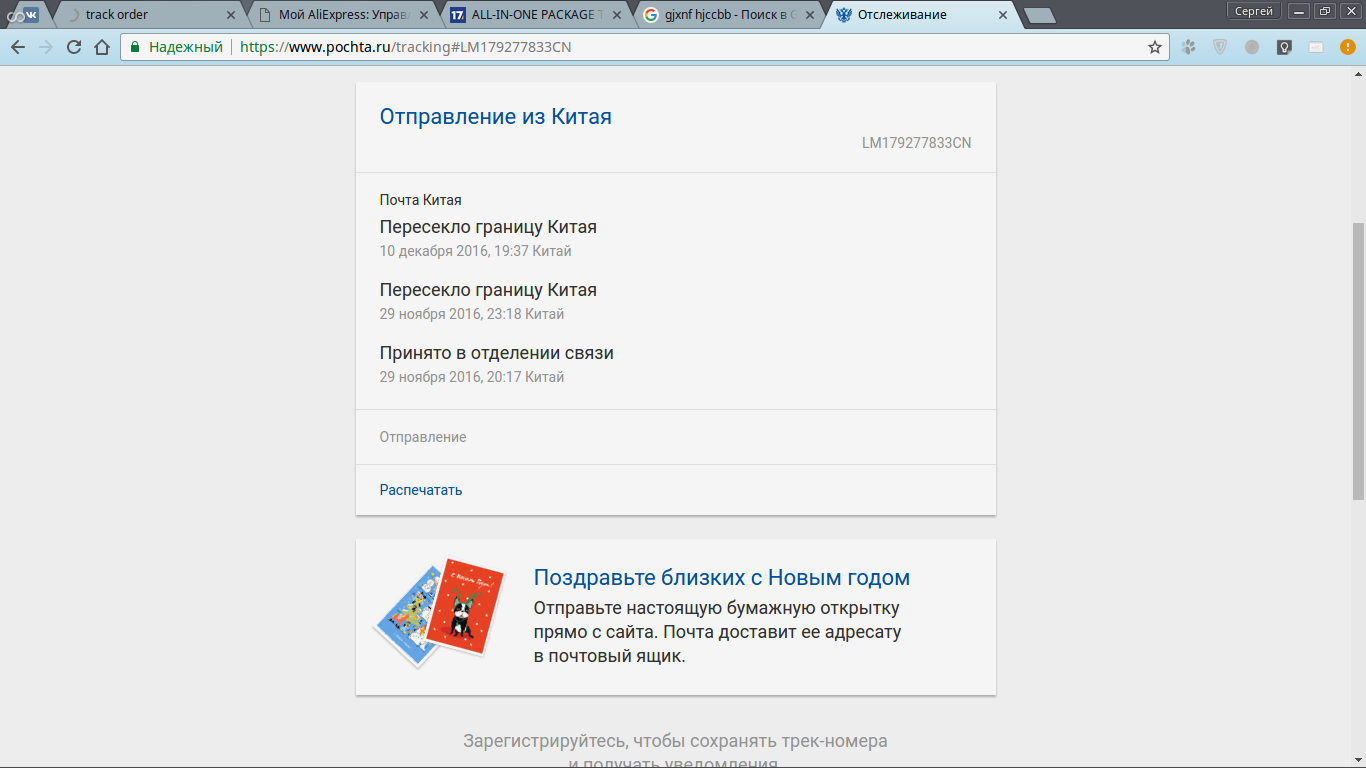 track order
Мой AliExpress: Управл
ALL-IN-ONE PACKAGE T
gjxnf hjccbb - Поиск в G
Отслеживание
Сергей
Надежный
https://www.pochta.ru/tracking#LM179277833CN
Отправление из Китая
LM179277833CN
Почта Китая
Пересекло границу Китая
10 декабря 2016, 19:37 Китай
Пересекло границу Китая
29 ноября 2016, 23:18 Китай
Принято в отделении связи
29 ноября 2016, 20:17 Китай
Отправление
Распечатать
Поздравьте близких с Новым годом
Отправьте настоящую бумажную открытку
прямо с сайта. Почта доставит ее адресату
в почтовый ящик.
Зарегистрируйтесь, чтобы сохранять трек-номера
и получать уведомления